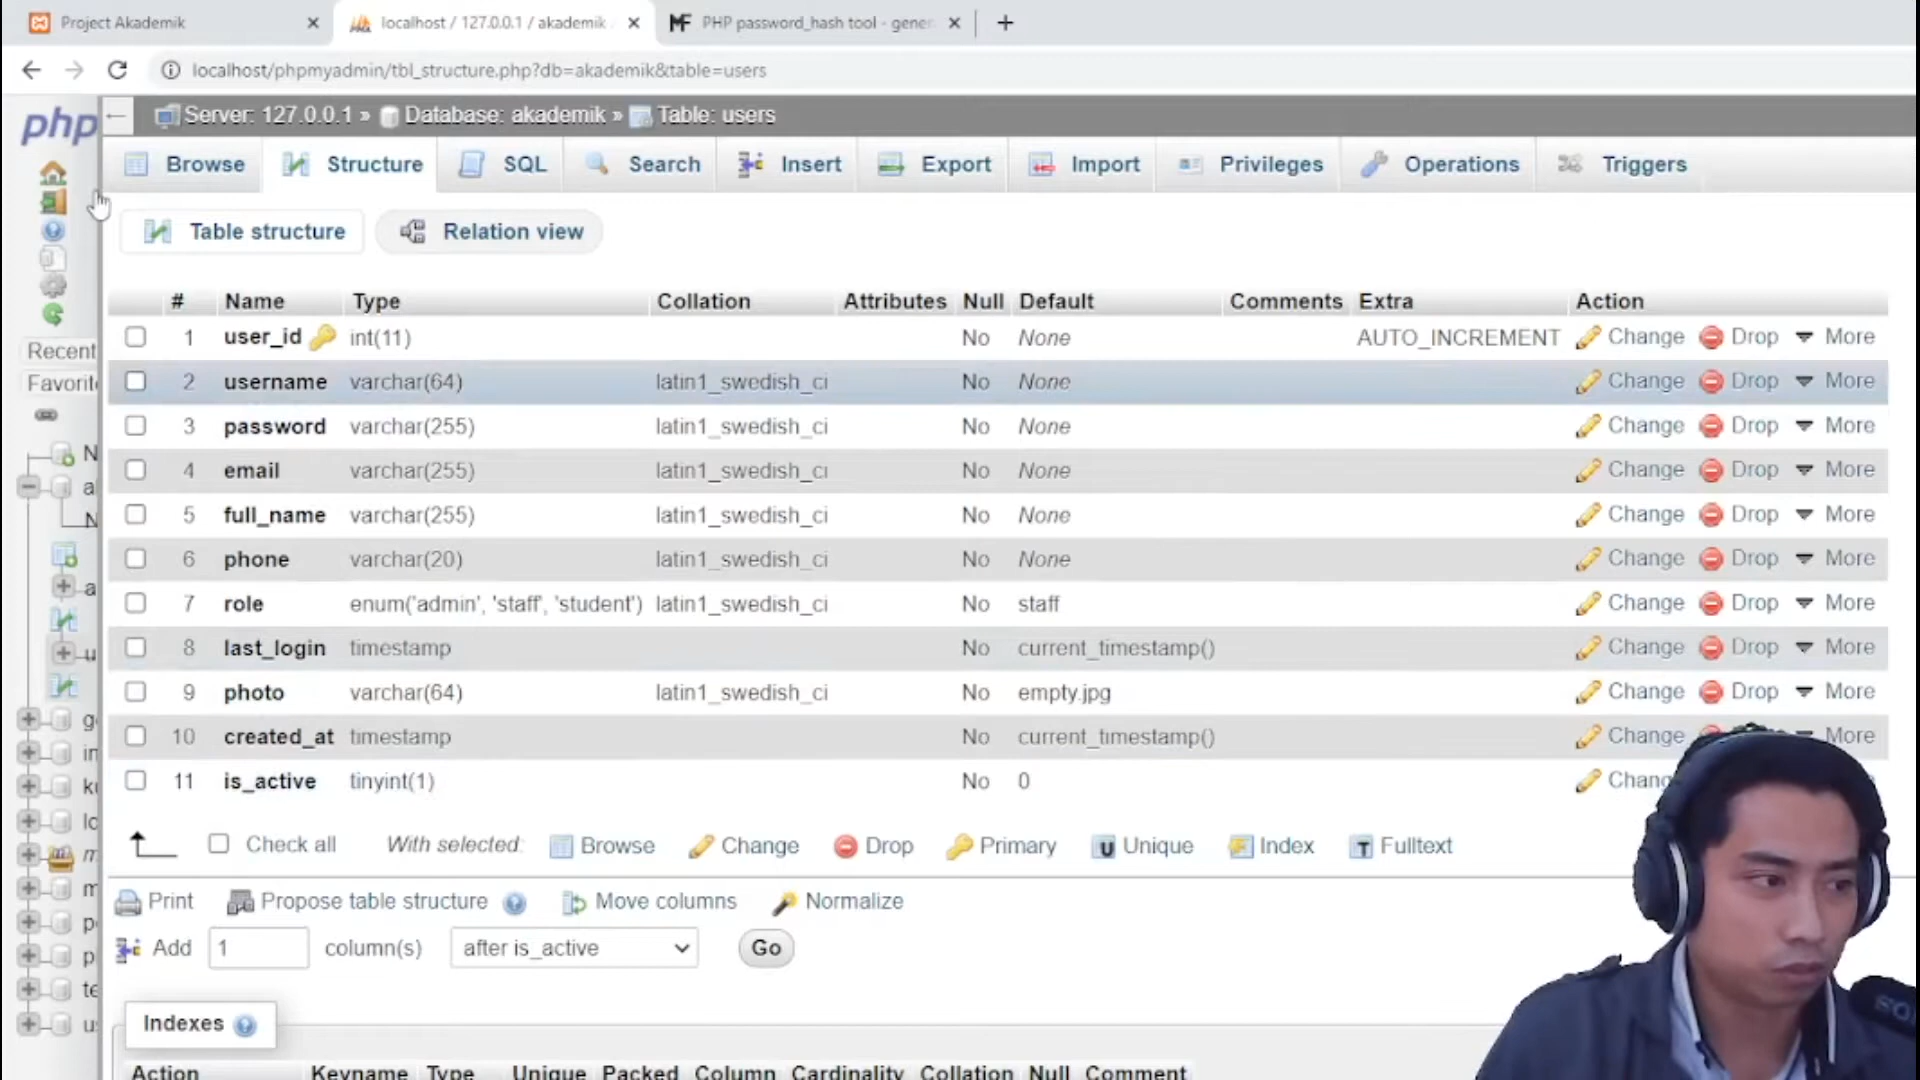 Project Akademik
localhost / 127.0.0.1 / akademik
PHP password_hash tool - gene
localhost/phpmyadmin/tbl_structure.php?db=akademik&table=users
php
Server: 127.0.0.1 » Database: akademik » Table: users
Browse Structure SQL Search Insert Export Import Privileges Operations Triggers
Table structure Relation view
Recent
Favorit
# Name Type Collation Attributes Null Default Comments Extra Action
1 user_id int(11) No None AUTO_INCREMENT Change Drop More
2 username varchar(64) latin1_swedish_ci No None Change Drop More
3 password varchar(255) latin1_swedish_ci No None Change Drop More
4 email varchar(255) latin1_swedish_ci No None Change Drop More
5 full_name varchar(255) latin1_swedish_ci No None Change Drop More
6 phone varchar(20) latin1_swedish_ci No None Change Drop More
7 role enum('admin', 'staff', 'student') latin1_swedish_ci No staff Change Drop More
8 last_login timestamp No current_timestamp() Change Drop More
9 photo varchar(64) latin1_swedish_ci No empty.jpg Change Drop More
10 created_at timestamp No current_timestamp() Change More
11 is_active tinyint(1) No 0 Chang
Check all With selected: Browse Change Drop Primary Unique Index Fulltext
Print Propose table structure Move columns Normalize
Add 1 column(s) after is_active Go
Indexes
Action Keyname Type Unique Packed Column Cardinality Collation Null Comment